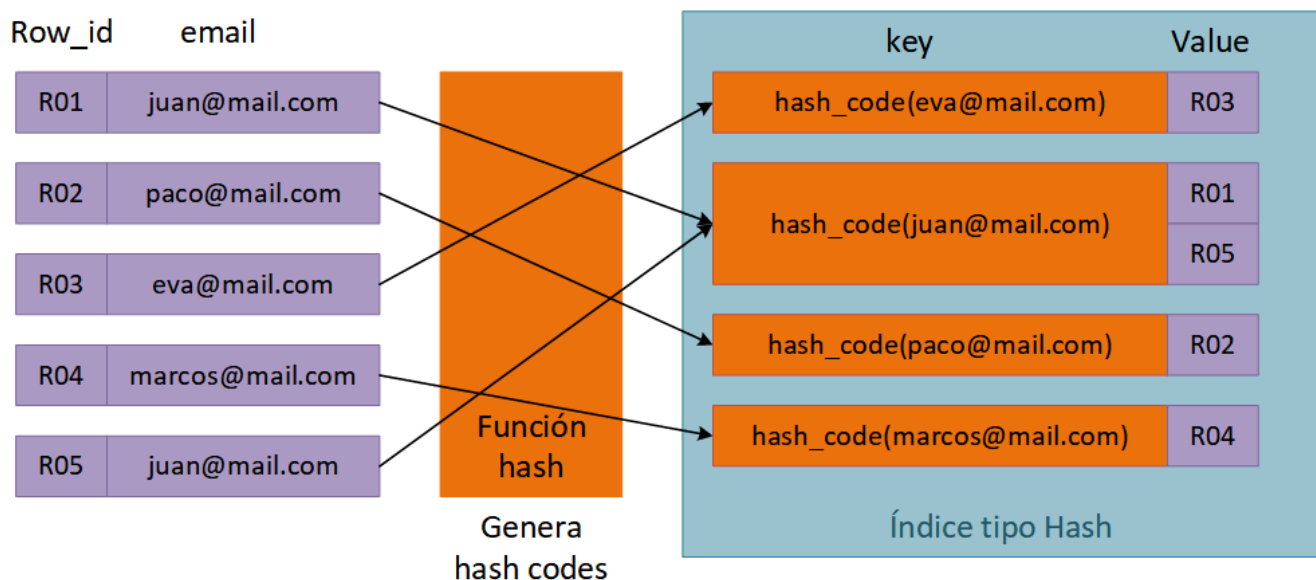 Row_id email
R01 juan@mail.com
R02 paco@mail.com
R03 eva@mail.com
R04 marcos@mail.com
R05 juan@mail.com
Función
hash
Genera
hash codes
key Value
hash_code(eva@mail.com) R03
hash_code(juan@mail.com) R01
R05
hash_code(paco@mail.com) R02
hash_code(marcos@mail.com) R04
Índice tipo Hash